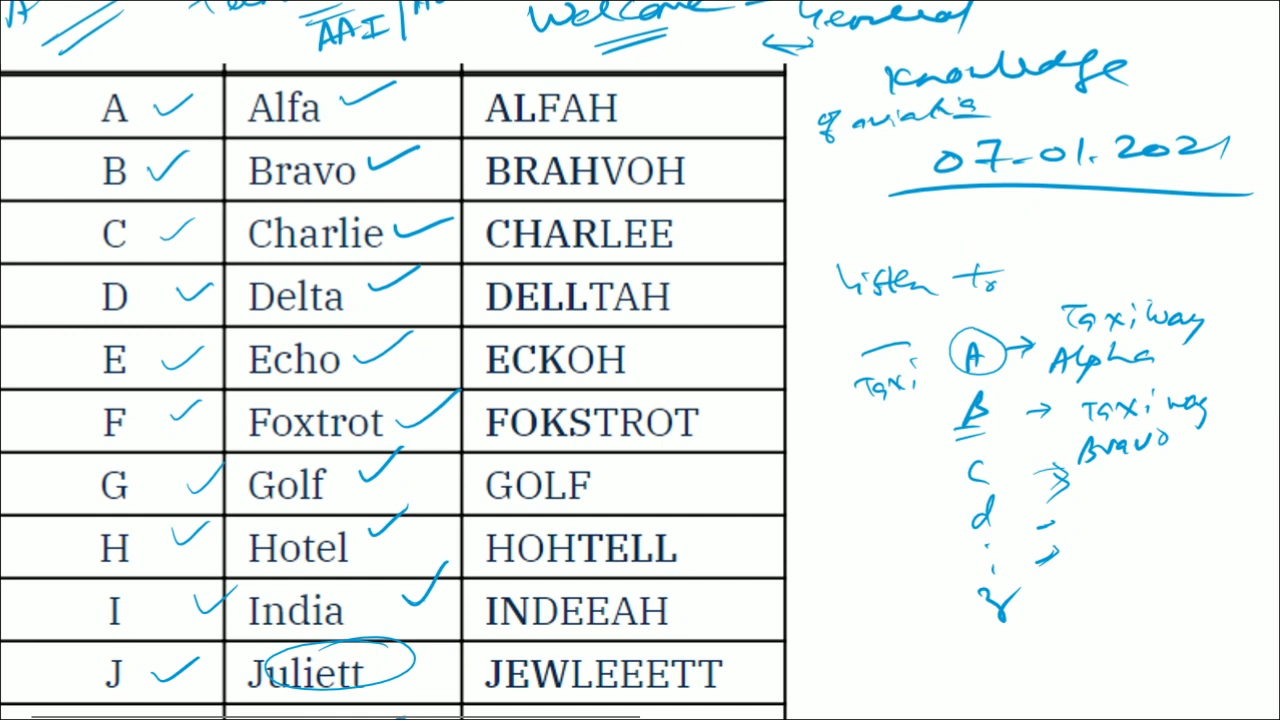 AAI /
Welcome - General
Knowledge
of aviation
07-01.2021
A Alfa ALFAH
B Bravo BRAHVOH
C Charlie CHARLEE
D Delta DELLTAH
E Echo ECKOH
F Foxtrot FOKSTROT
G Golf GOLF
H Hotel HOHTELL
I India INDEEAH
J Juliett JEWLEEETT
Listen to
Taxi A → Taxiway
Alpha
B → Taxiway
Bravo
C
d